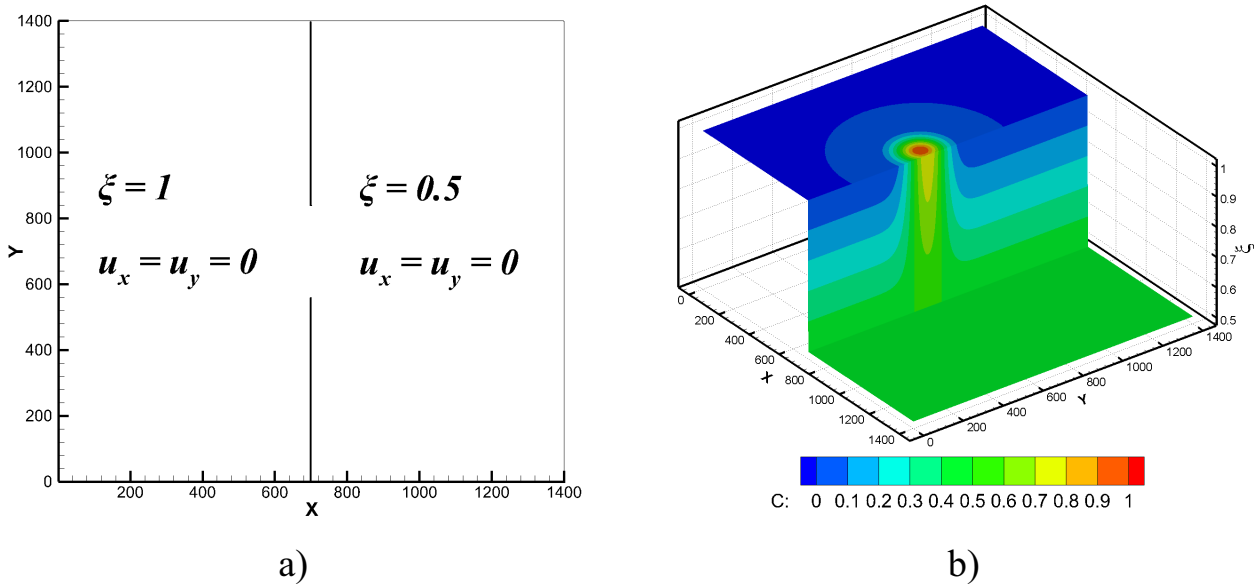 1400
1200
1000
800
600
400
200
0
Y
ξ = 1
ξ = 0.5
u_x = u_y = 0
u_x = u_y = 0
200 400 600 800 1000 1200 1400
X
a)
1
0.9
0.8
0.7
0.6
0.5
ξ
0 200 400 600 800 1000 1200 1400
X
0 200 400 600 800 1000 1200 1400
Y
C: 0 0.1 0.2 0.3 0.4 0.5 0.6 0.7 0.8 0.9 1
b)